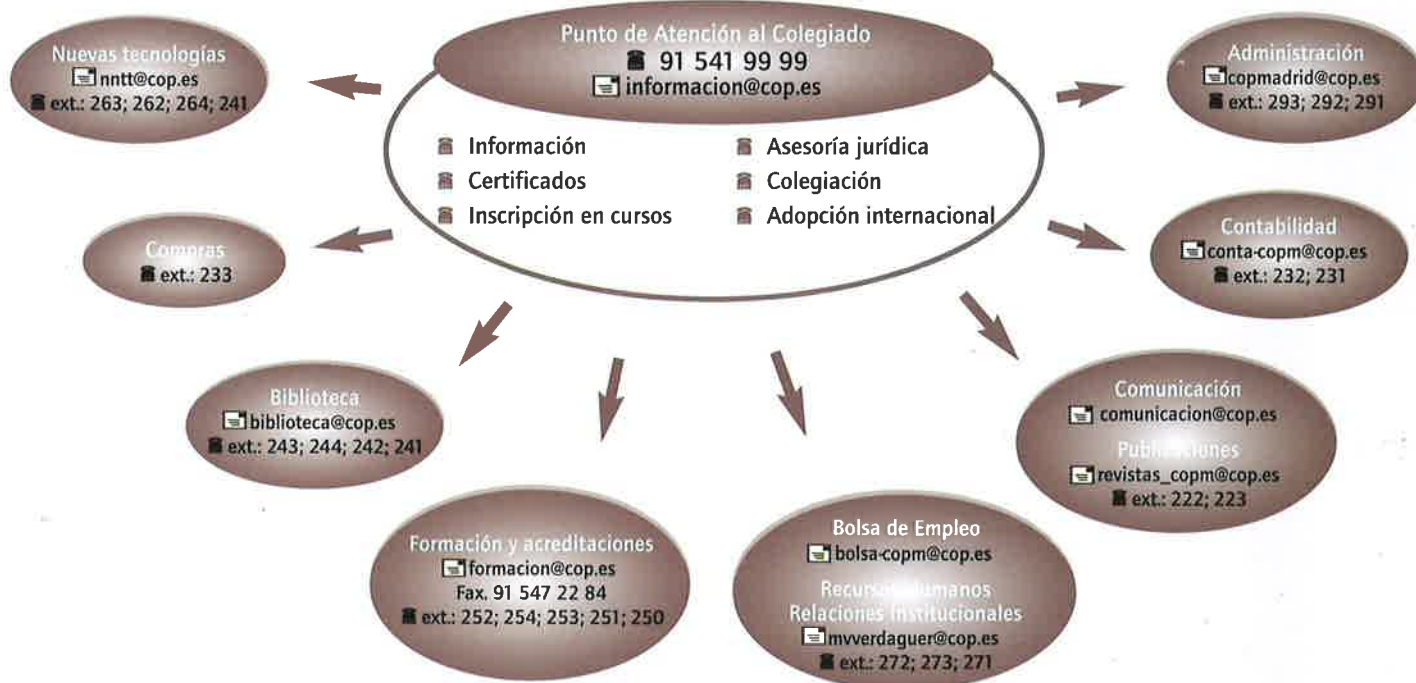 Punto de Atención al Colegiado
91 541 99 99
informacion@cop.es
Información
Certificados
Inscripción en cursos
Asesoría jurídica
Colegiación
Adopción internacional
Nuevas tecnologías
nntt@cop.es
ext.: 263; 262; 264; 241
Compras
ext.: 233
Biblioteca
biblioteca@cop.es
ext.: 243; 244; 242; 241
Formación y acreditaciones
formacion@cop.es
Fax. 91 547 22 84
ext.: 252; 254; 253; 251; 250
Bolsa de Empleo
bolsa-copm@cop.es
Recursos Humanos
Relaciones Institucionales
mvverdaguer@cop.es
ext.: 272; 273; 271
Comunicación
comunicacion@cop.es
Publicaciones
revistas_copm@cop.es
ext.: 222; 223
Contabilidad
conta-copm@cop.es
ext.: 232; 231
Administración
copmadrid@cop.es
ext.: 293; 292; 291